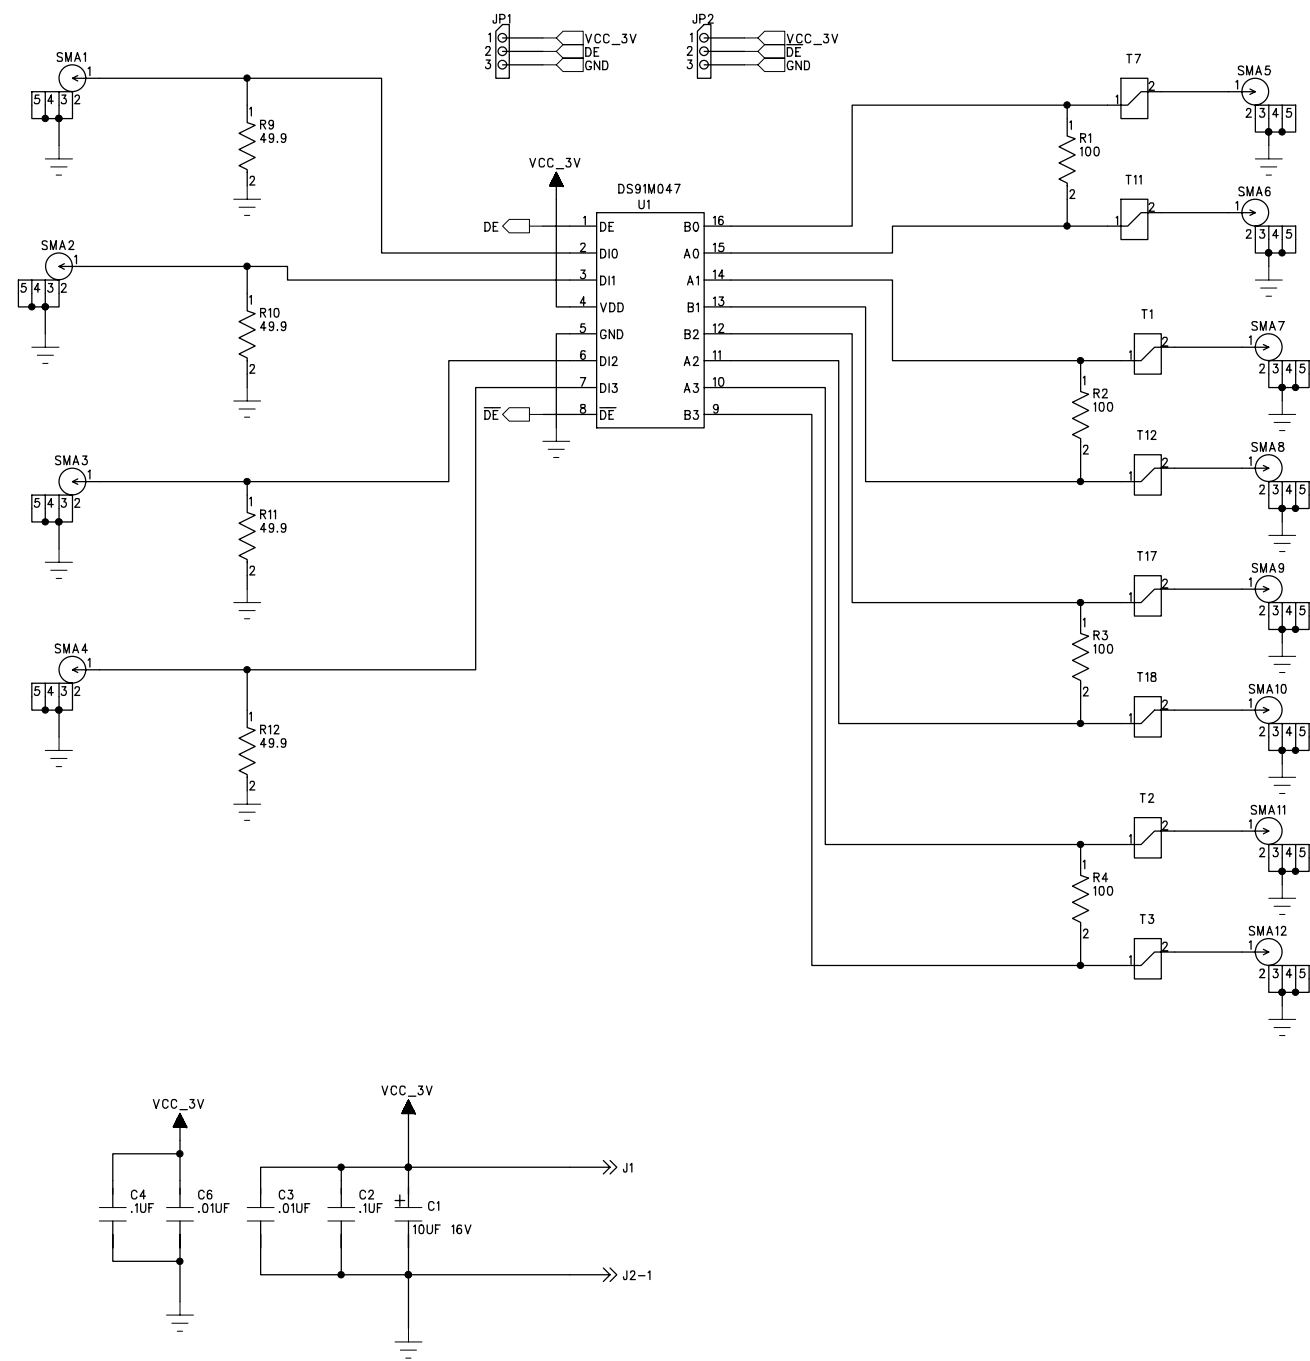 JP1
1 VCC_3V
2 DE
3 GND
JP2
1 VCC_3V
2 D̅E̅
3 GND
SMA1
1
5 4 3 2
1
R9
49.9
2
SMA2
1
5 4 3 2
1
R10
49.9
2
SMA3
1
5 4 3 2
1
R11
49.9
2
SMA4
1
5 4 3 2
1
R12
49.9
2
VCC_3V
DS91M047
U1
DE 1 DE
2 DI0
3 DI1
4 VDD
5 GND
6 DI2
7 DI3
D̅E̅ 8 D̅E̅
B0 16
A0 15
A1 14
B1 13
B2 12
A2 11
A3 10
B3 9
T7
1 2
SMA5
1
2 3 4 5
1
R1
100
2
T11
1 2
SMA6
1
2 3 4 5
T1
1 2
SMA7
1
2 3 4 5
1
R2
100
2
T12
1 2
SMA8
1
2 3 4 5
T17
1 2
SMA9
1
2 3 4 5
1
R3
100
2
T18
1 2
SMA10
1
2 3 4 5
T2
1 2
SMA11
1
2 3 4 5
1
R4
100
2
T3
1 2
SMA12
1
2 3 4 5
VCC_3V
C4
.1UF
C6
.01UF
VCC_3V
C3
.01UF
C2
.1UF
+
C1
10UF 16V
J1
J2-1